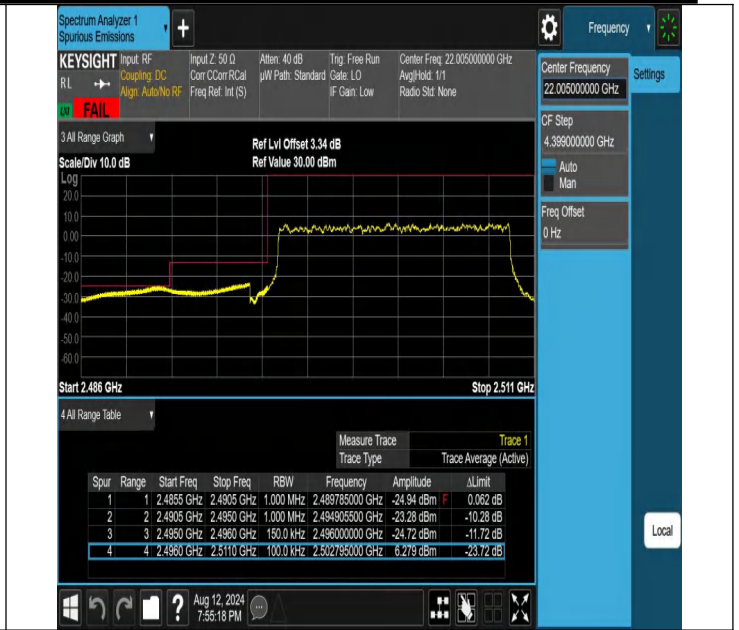 Spectrum Analyzer 1
Spurious Emissions
+
Frequency
KEYSIGHT Input: RF Input Z: 50 Ω Atten: 40 dB Trig: Free Run Center Freq: 22.005000000 GHz
RL Coupling: DC Corr CCorr RCal µW Path: Standard Gate: LO Avg|Hold: 1/1
Align: Auto/No RF Freq Ref: Int (S) IF Gain: Low Radio Std: None
FAIL
Center Frequency
22.005000000 GHz
Settings
CF Step
4.399000000 GHz
Auto
Man
Freq Offset
0 Hz
3 All Range Graph
Ref Lvl Offset 3.34 dB
Scale/Div 10.0 dB Ref Value 30.00 dBm
Log
20.0
10.0
0.00
-10.0
-20.0
-30.0
-40.0
-50.0
-60.0
Start 2.486 GHz Stop 2.511 GHz
4 All Range Table
Measure Trace Trace 1
Trace Type Trace Average (Active)
Spur Range Start Freq Stop Freq RBW Frequency Amplitude ΔLimit
1 1 2.4855 GHz 2.4905 GHz 1.000 MHz 2.489785000 GHz -24.94 dBm F 0.062 dB
2 2 2.4905 GHz 2.4950 GHz 1.000 MHz 2.494905500 GHz -23.28 dBm -10.28 dB
3 3 2.4950 GHz 2.4960 GHz 150.0 kHz 2.496000000 GHz -24.72 dBm -11.72 dB
4 4 2.4960 GHz 2.5110 GHz 100.0 kHz 2.502795000 GHz 6.279 dBm -23.72 dB
Local
? Aug 12, 2024
7:55:18 PM